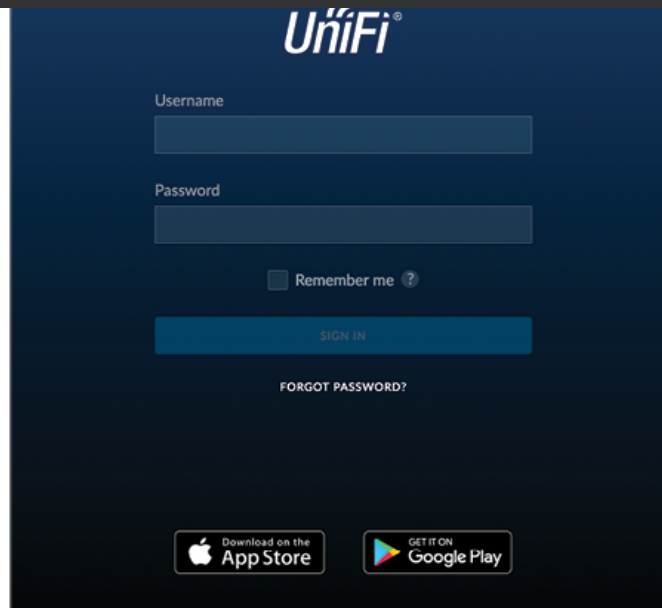 UniFi®
Username
Password
Remember me ?
SIGN IN
FORGOT PASSWORD?
Download on the
App Store
GET IT ON
Google Play